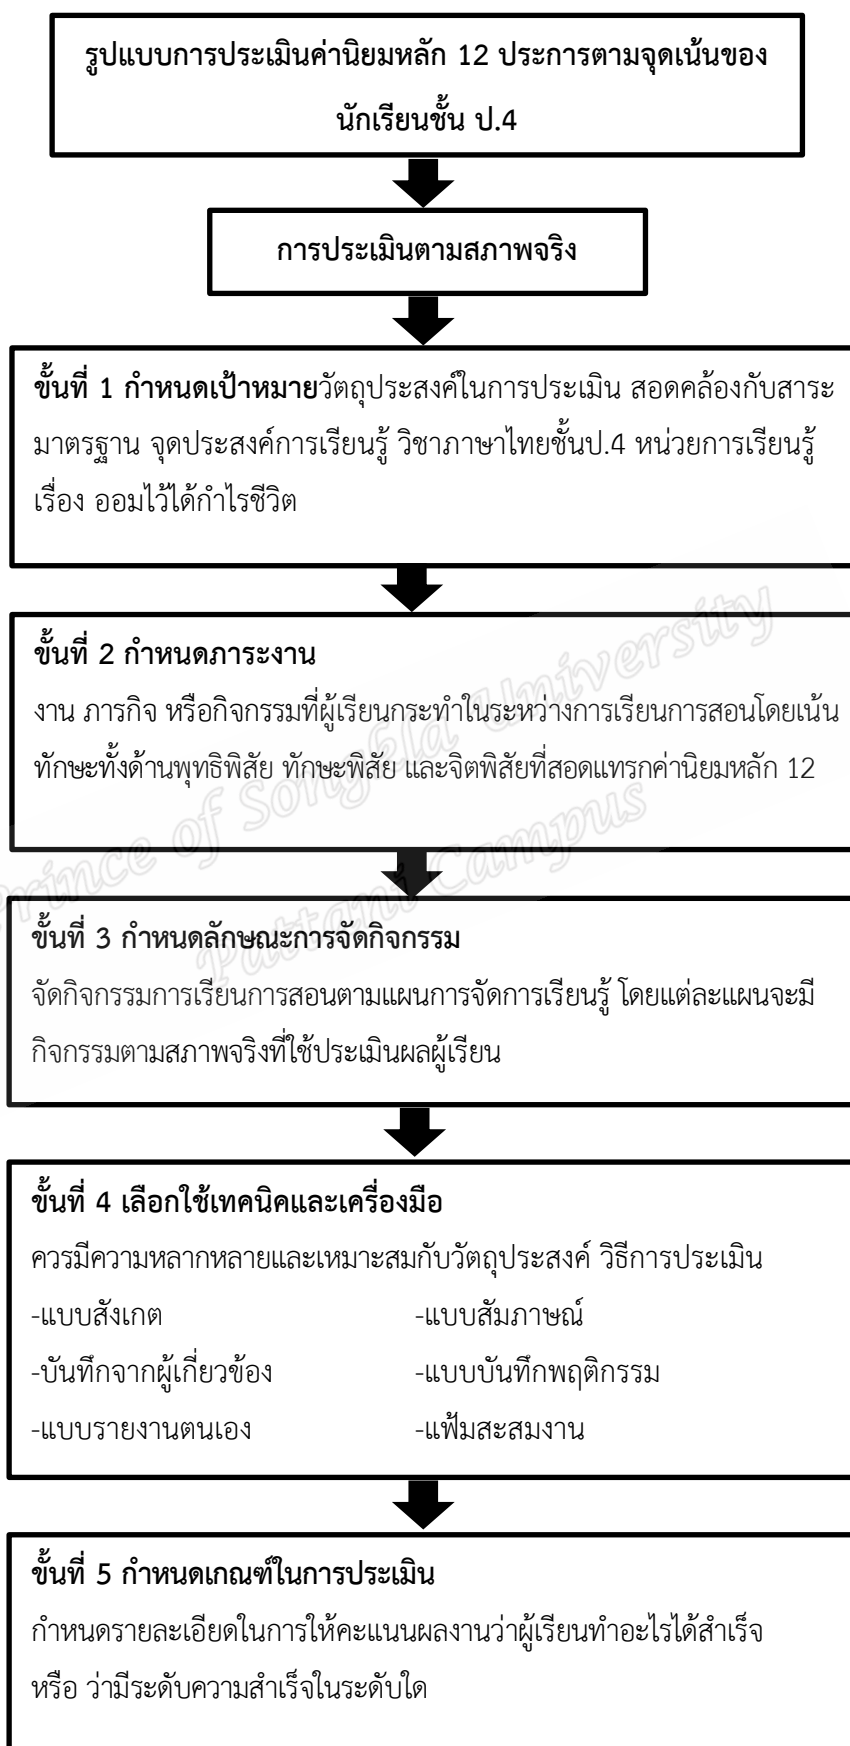 รูปแบบการประเมินค่านิยมหลัก 12 ประการตามจุดเน้นของ
นักเรียนชั้น ป.4
การประเมินตามสภาพจริง
ขั้นที่ 1 กำหนดเป้าหมายวัตถุประสงค์ในการประเมิน สอดคล้องกับสาระ
มาตรฐาน จุดประสงค์การเรียนรู้ วิชาภาษาไทยชั้นป.4 หน่วยการเรียนรู้
เรื่อง ออมไว้ได้กำไรชีวิต
ขั้นที่ 2 กำหนดภาระงาน
งาน ภารกิจ หรือกิจกรรมที่ผู้เรียนกระทำในระหว่างการเรียนการสอนโดยเน้น
ทักษะทั้งด้านพุทธิพิสัย ทักษะพิสัย และจิตพิสัยที่สอดแทรกค่านิยมหลัก 12
ขั้นที่ 3 กำหนดลักษณะการจัดกิจกรรม
จัดกิจกรรมการเรียนการสอนตามแผนการจัดการเรียนรู้ โดยแต่ละแผนจะมี
กิจกรรมตามสภาพจริงที่ใช้ประเมินผลผู้เรียน
ขั้นที่ 4 เลือกใช้เทคนิคและเครื่องมือ
ควรมีความหลากหลายและเหมาะสมกับวัตถุประสงค์ วิธีการประเมิน
-แบบสังเกต -แบบสัมภาษณ์
-บันทึกจากผู้เกี่ยวข้อง -แบบบันทึกพฤติกรรม
-แบบรายงานตนเอง -แฟ้มสะสมงาน
ขั้นที่ 5 กำหนดเกณฑ์ในการประเมิน
กำหนดรายละเอียดในการให้คะแนนผลงานว่าผู้เรียนทำอะไรได้สำเร็จ
หรือ ว่ามีระดับความสำเร็จในระดับใด
Prince of Songkla University
Pattani Campus